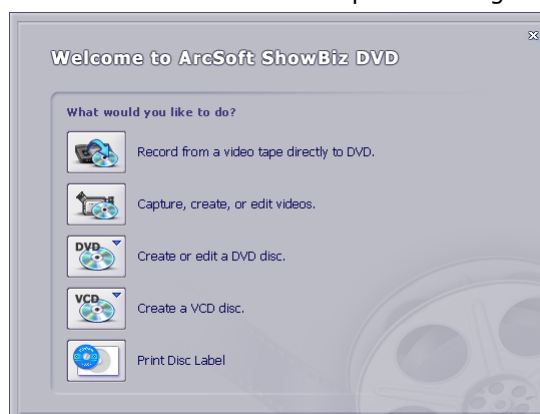 Welcome to ArcSoft ShowBiz DVD
What would you like to do?
Record from a video tape directly to DVD.
Capture, create, or edit videos.
DVD
Create or edit a DVD disc.
VCD
Create a VCD disc.
Print Disc Label